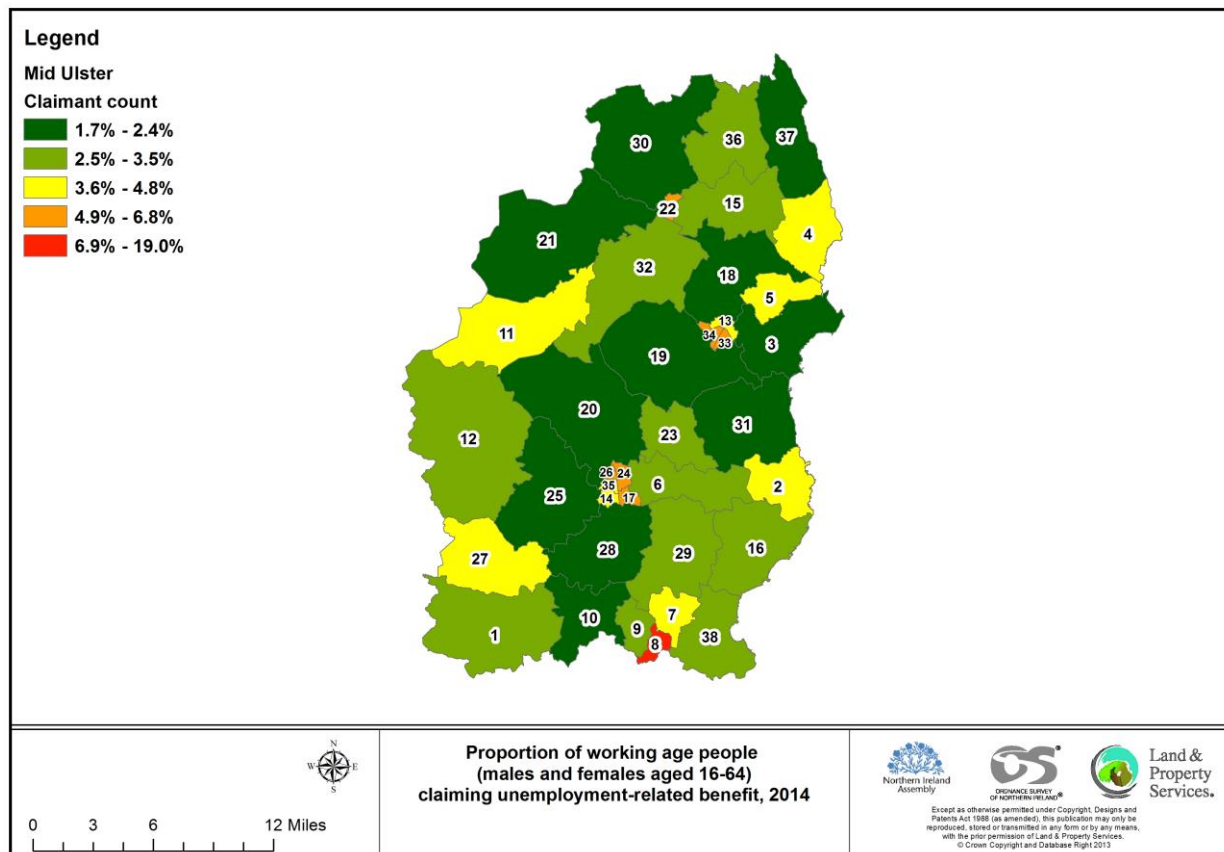 Legend
Mid Ulster
Claimant count
1.7% - 2.4%
2.5% - 3.5%
3.6% - 4.8%
4.9% - 6.8%
6.9% - 19.0%
30
36
37
22
15
21
4
32
18
5
11
13
34
33
3
19
20
31
12
23
26
24
35
6
2
14
17
25
28
29
16
27
10
7
1
9
8
38
N
W
E
S
0
3
6
12 Miles
Proportion of working age people
(males and females aged 16-64)
claiming unemployment-related benefit, 2014
Northern Ireland
Assembly
OS®
ORDNANCE SURVEY
OF NORTHERN IRELAND®
Land &
Property
Services.
Except as otherwise permitted under Copyright, Designs and
Patents Act 1988 (as amended), this publication may only be
reproduced, stored or transmitted in any form or by any means,
with the prior permission of Land & Property Services.
© Crown Copyright and Database Right 2013